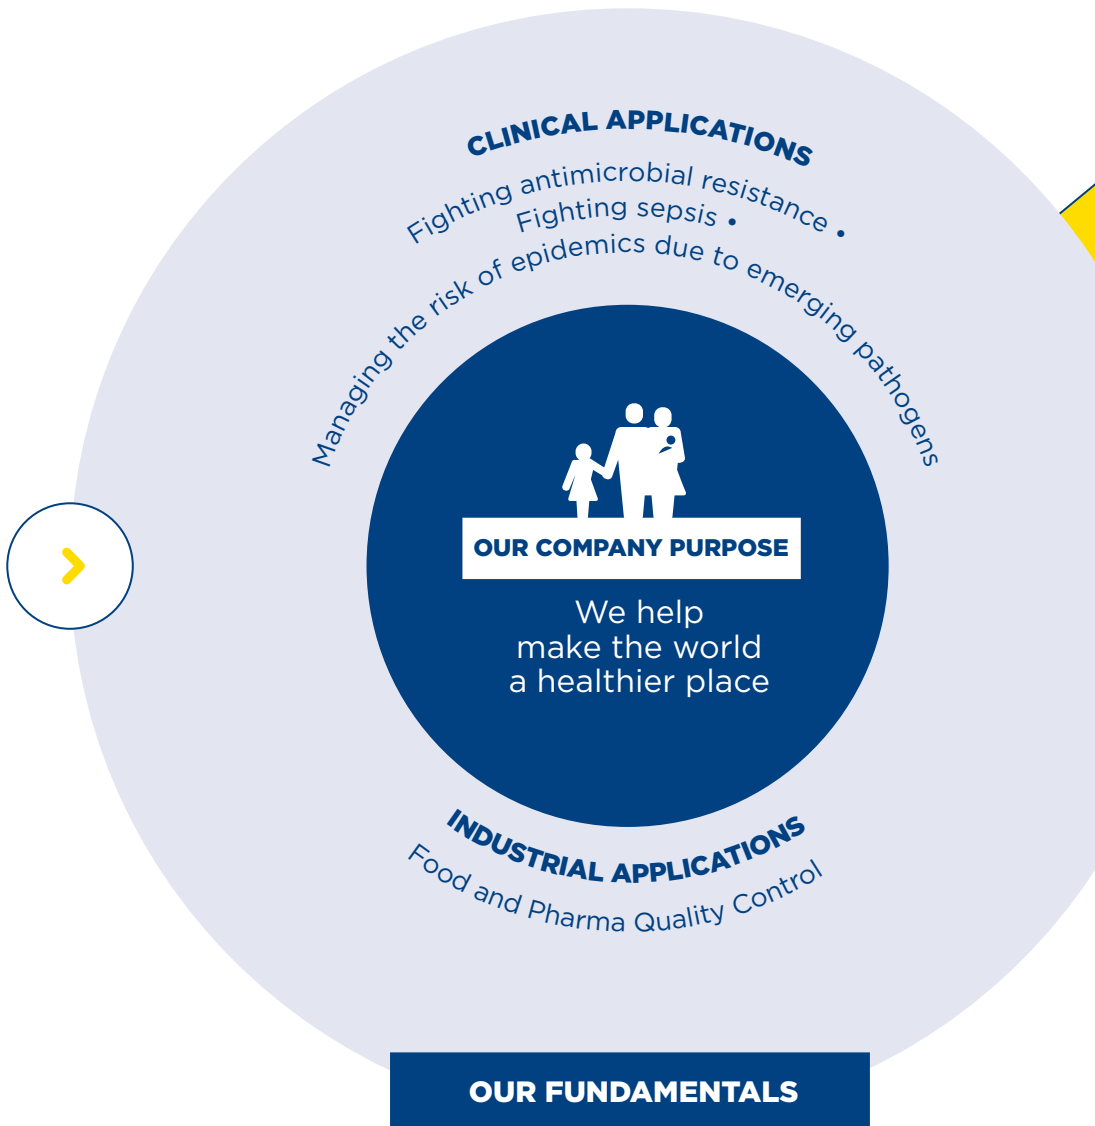 CLINICAL APPLICATIONS
Fighting antimicrobial resistance •
Fighting sepsis •
Managing the risk of epidemics due to emerging pathogens
OUR COMPANY PURPOSE
We help
make the world
a healthier place
INDUSTRIAL APPLICATIONS
Food and Pharma Quality Control
OUR FUNDAMENTALS